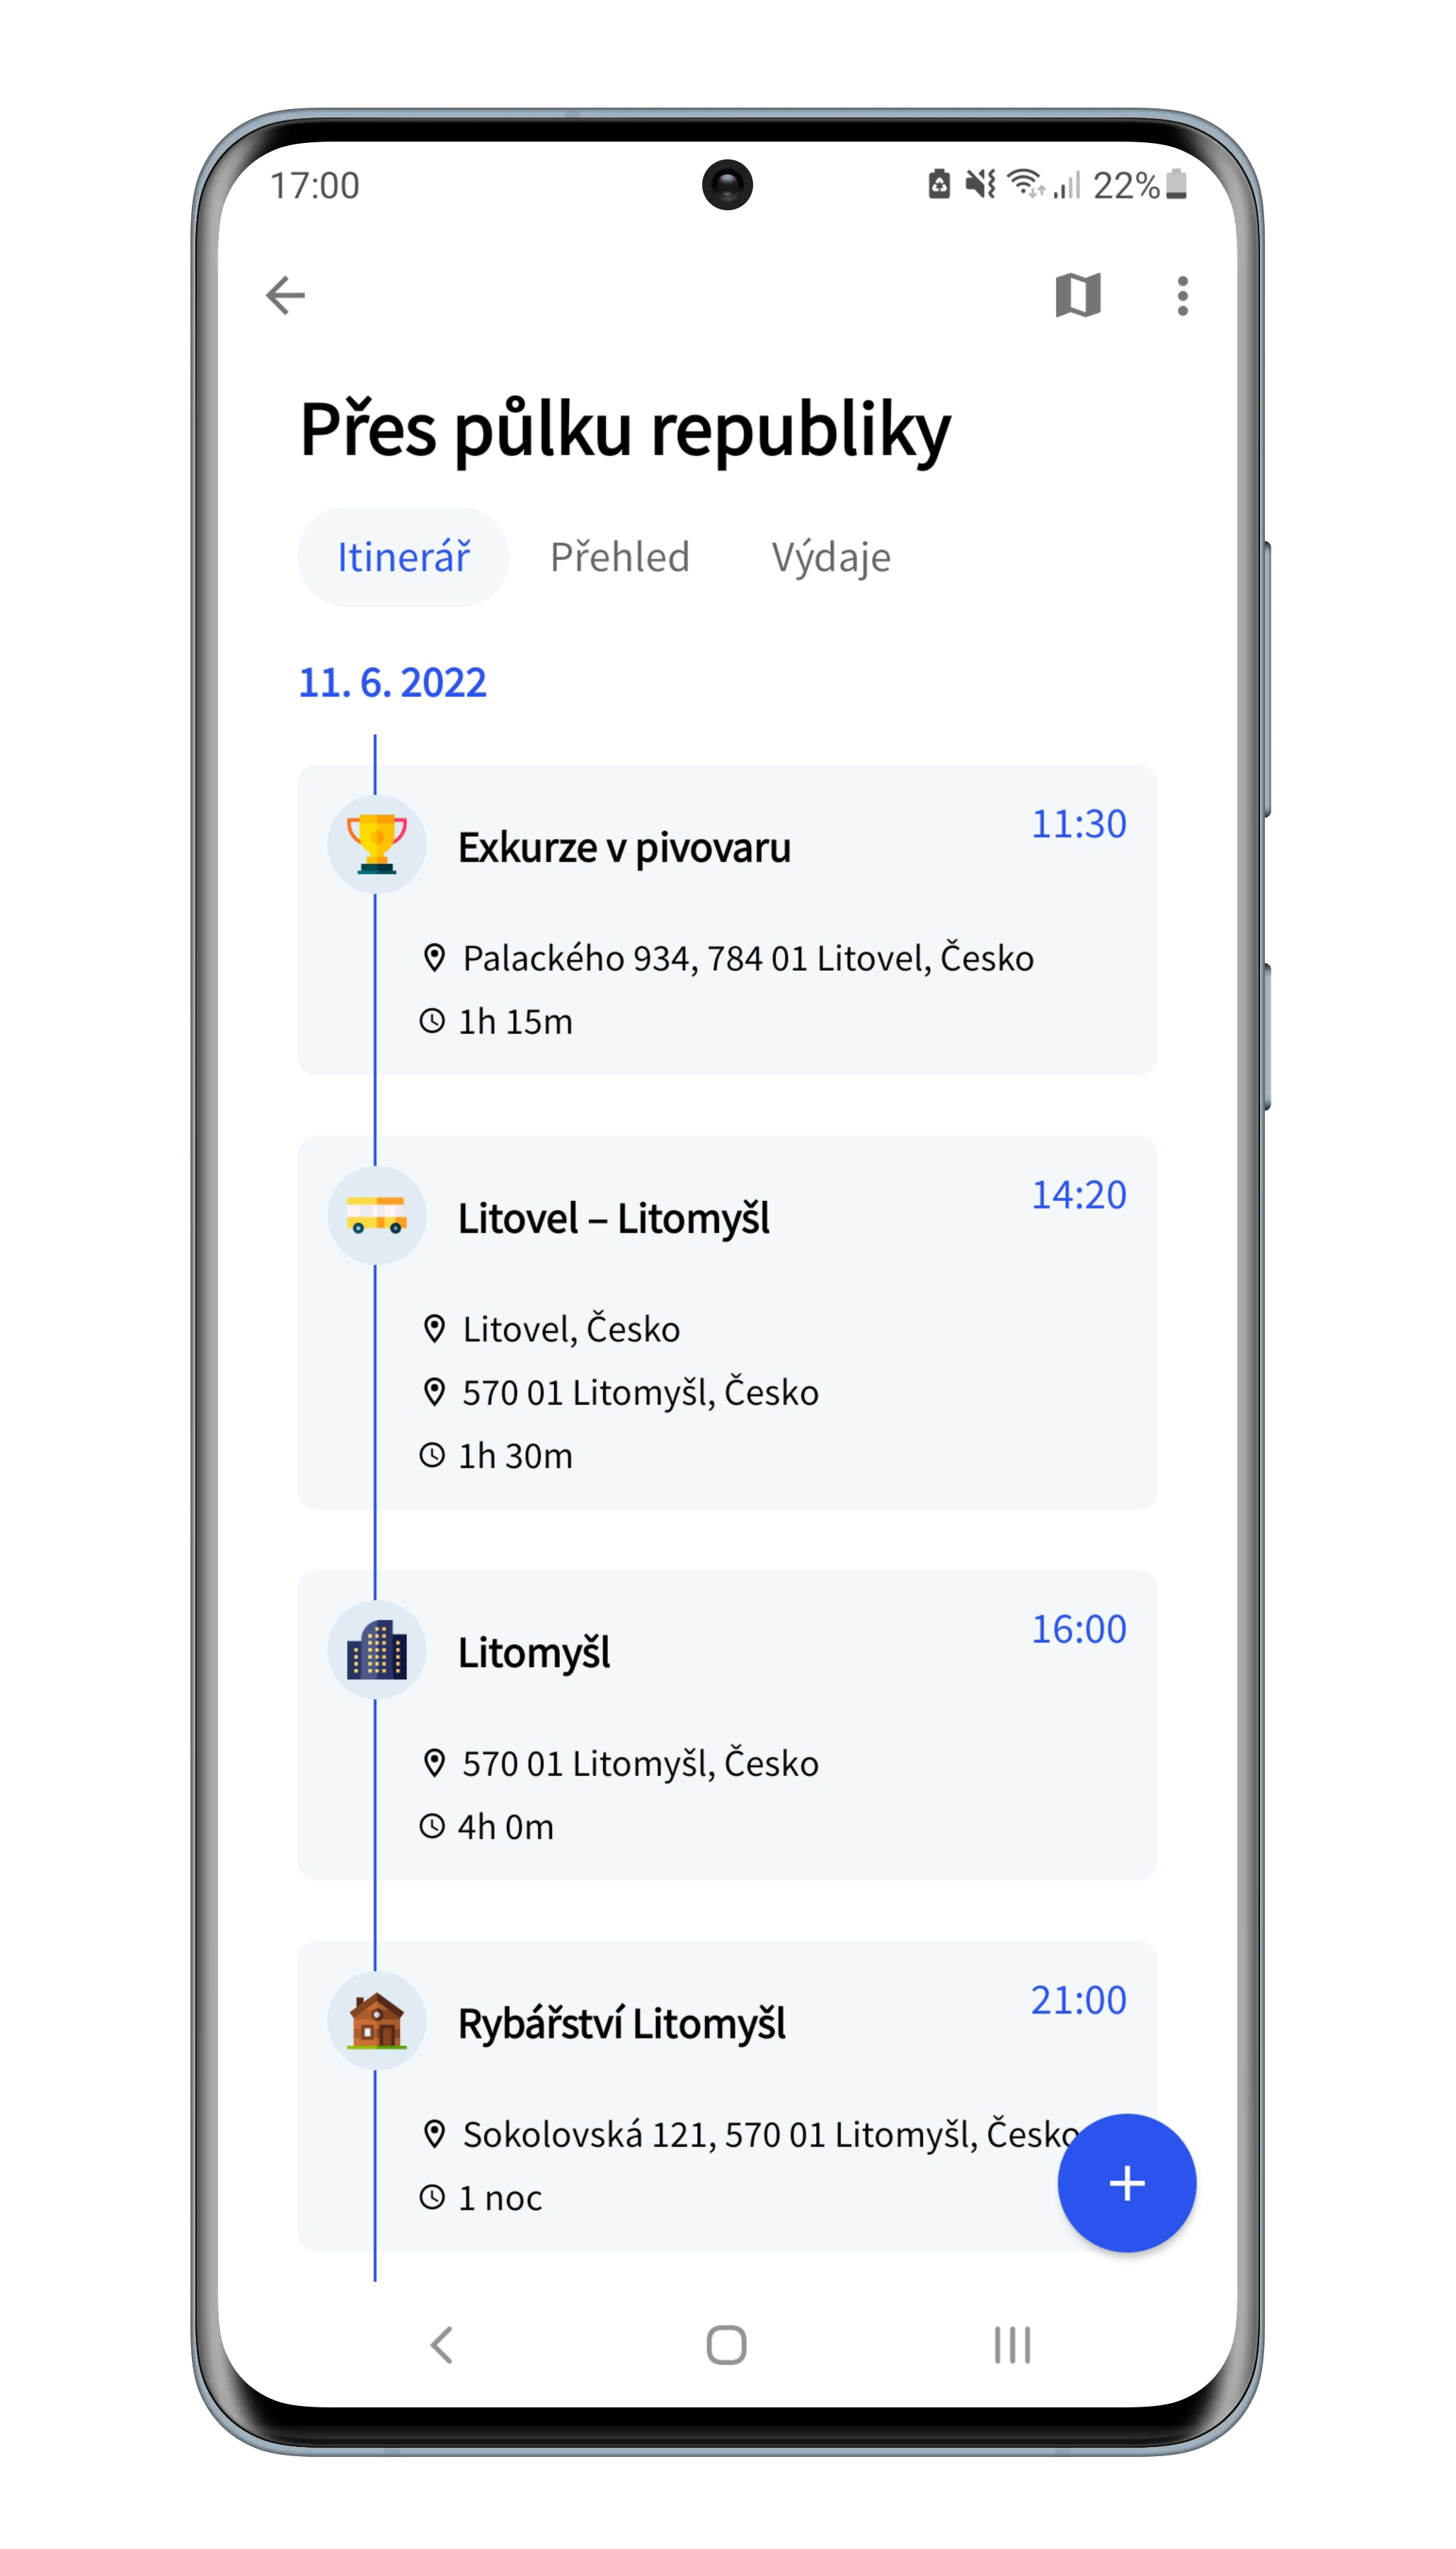 17:00
22%
Přes půlku republiky
Itinerář Přehled Výdaje
11. 6. 2022
Exkurze v pivovaru 11:30
Palackého 934, 784 01 Litovel, Česko
1h 15m
Litovel – Litomyšl 14:20
Litovel, Česko
570 01 Litomyšl, Česko
1h 30m
Litomyšl 16:00
570 01 Litomyšl, Česko
4h 0m
Rybářství Litomyšl 21:00
Sokolovská 121, 570 01 Litomyšl, Česko
1 noc